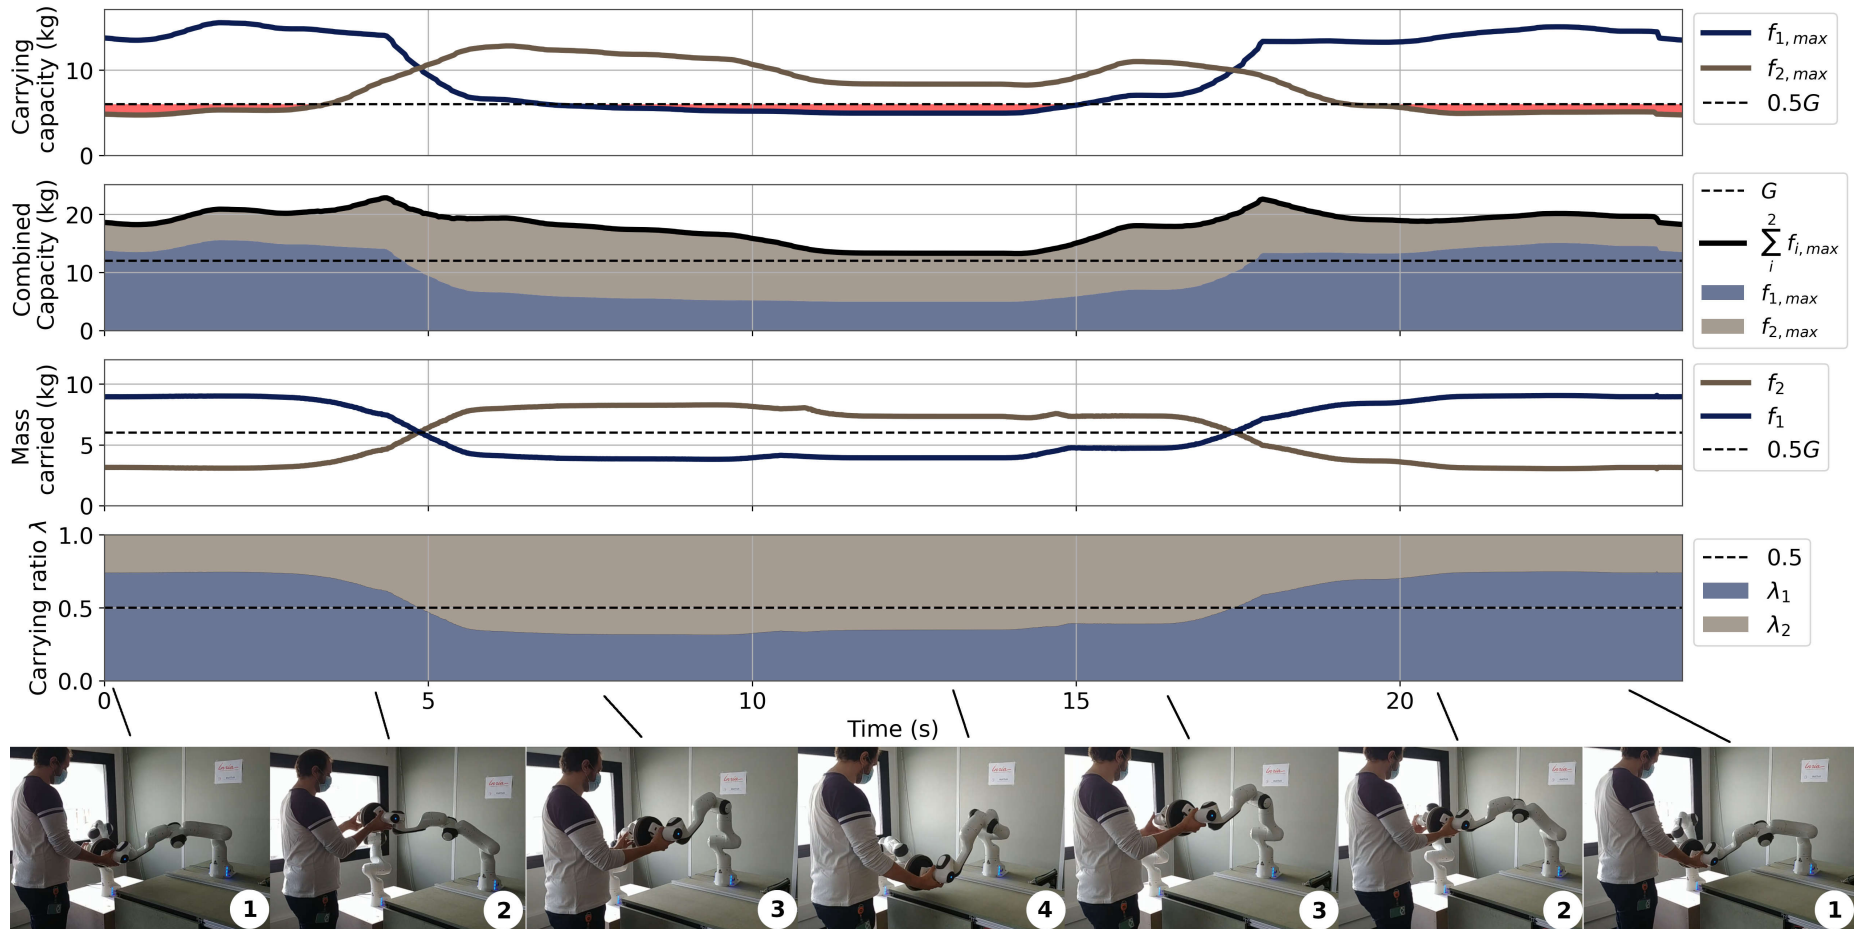 Carrying
capacity (kg)
10
0
f1,max
f2,max
0.5G
Combined
Capacity (kg)
20
10
0
G
2
∑ fi,max
i
f1,max
f2,max
Mass
carried (kg)
10
5
0
f2
f1
0.5G
Carrying ratio λ
1.0
0.5
0.0
0.5
λ1
λ2
0 5 10 15 20
Time (s)
1 2 3 4 3 2 1